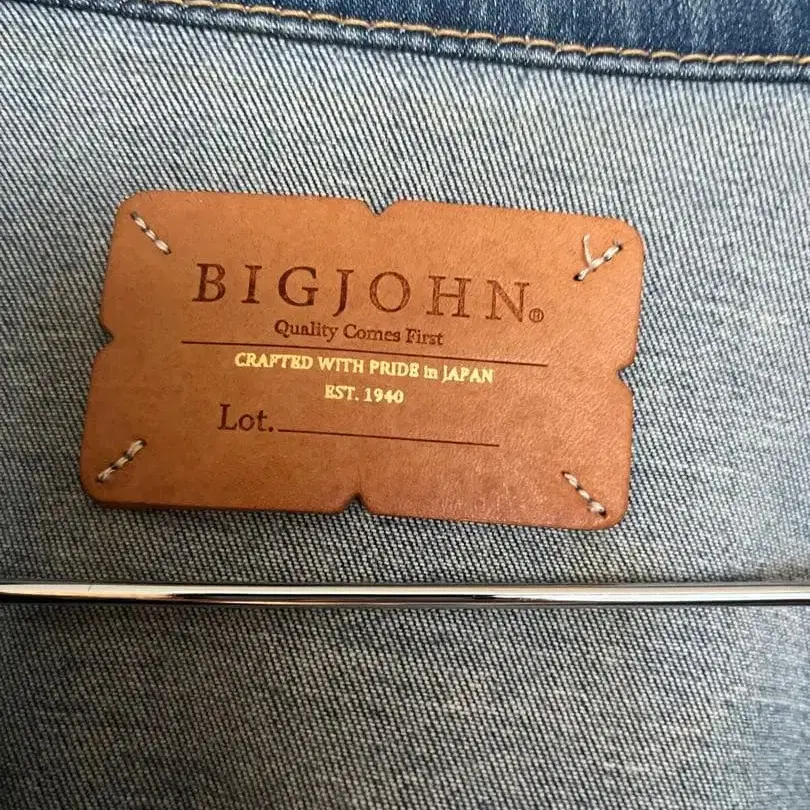 BIGJOHN®
Quality Comes First
CRAFTED WITH PRIDE in JAPAN
EST. 1940
Lot.